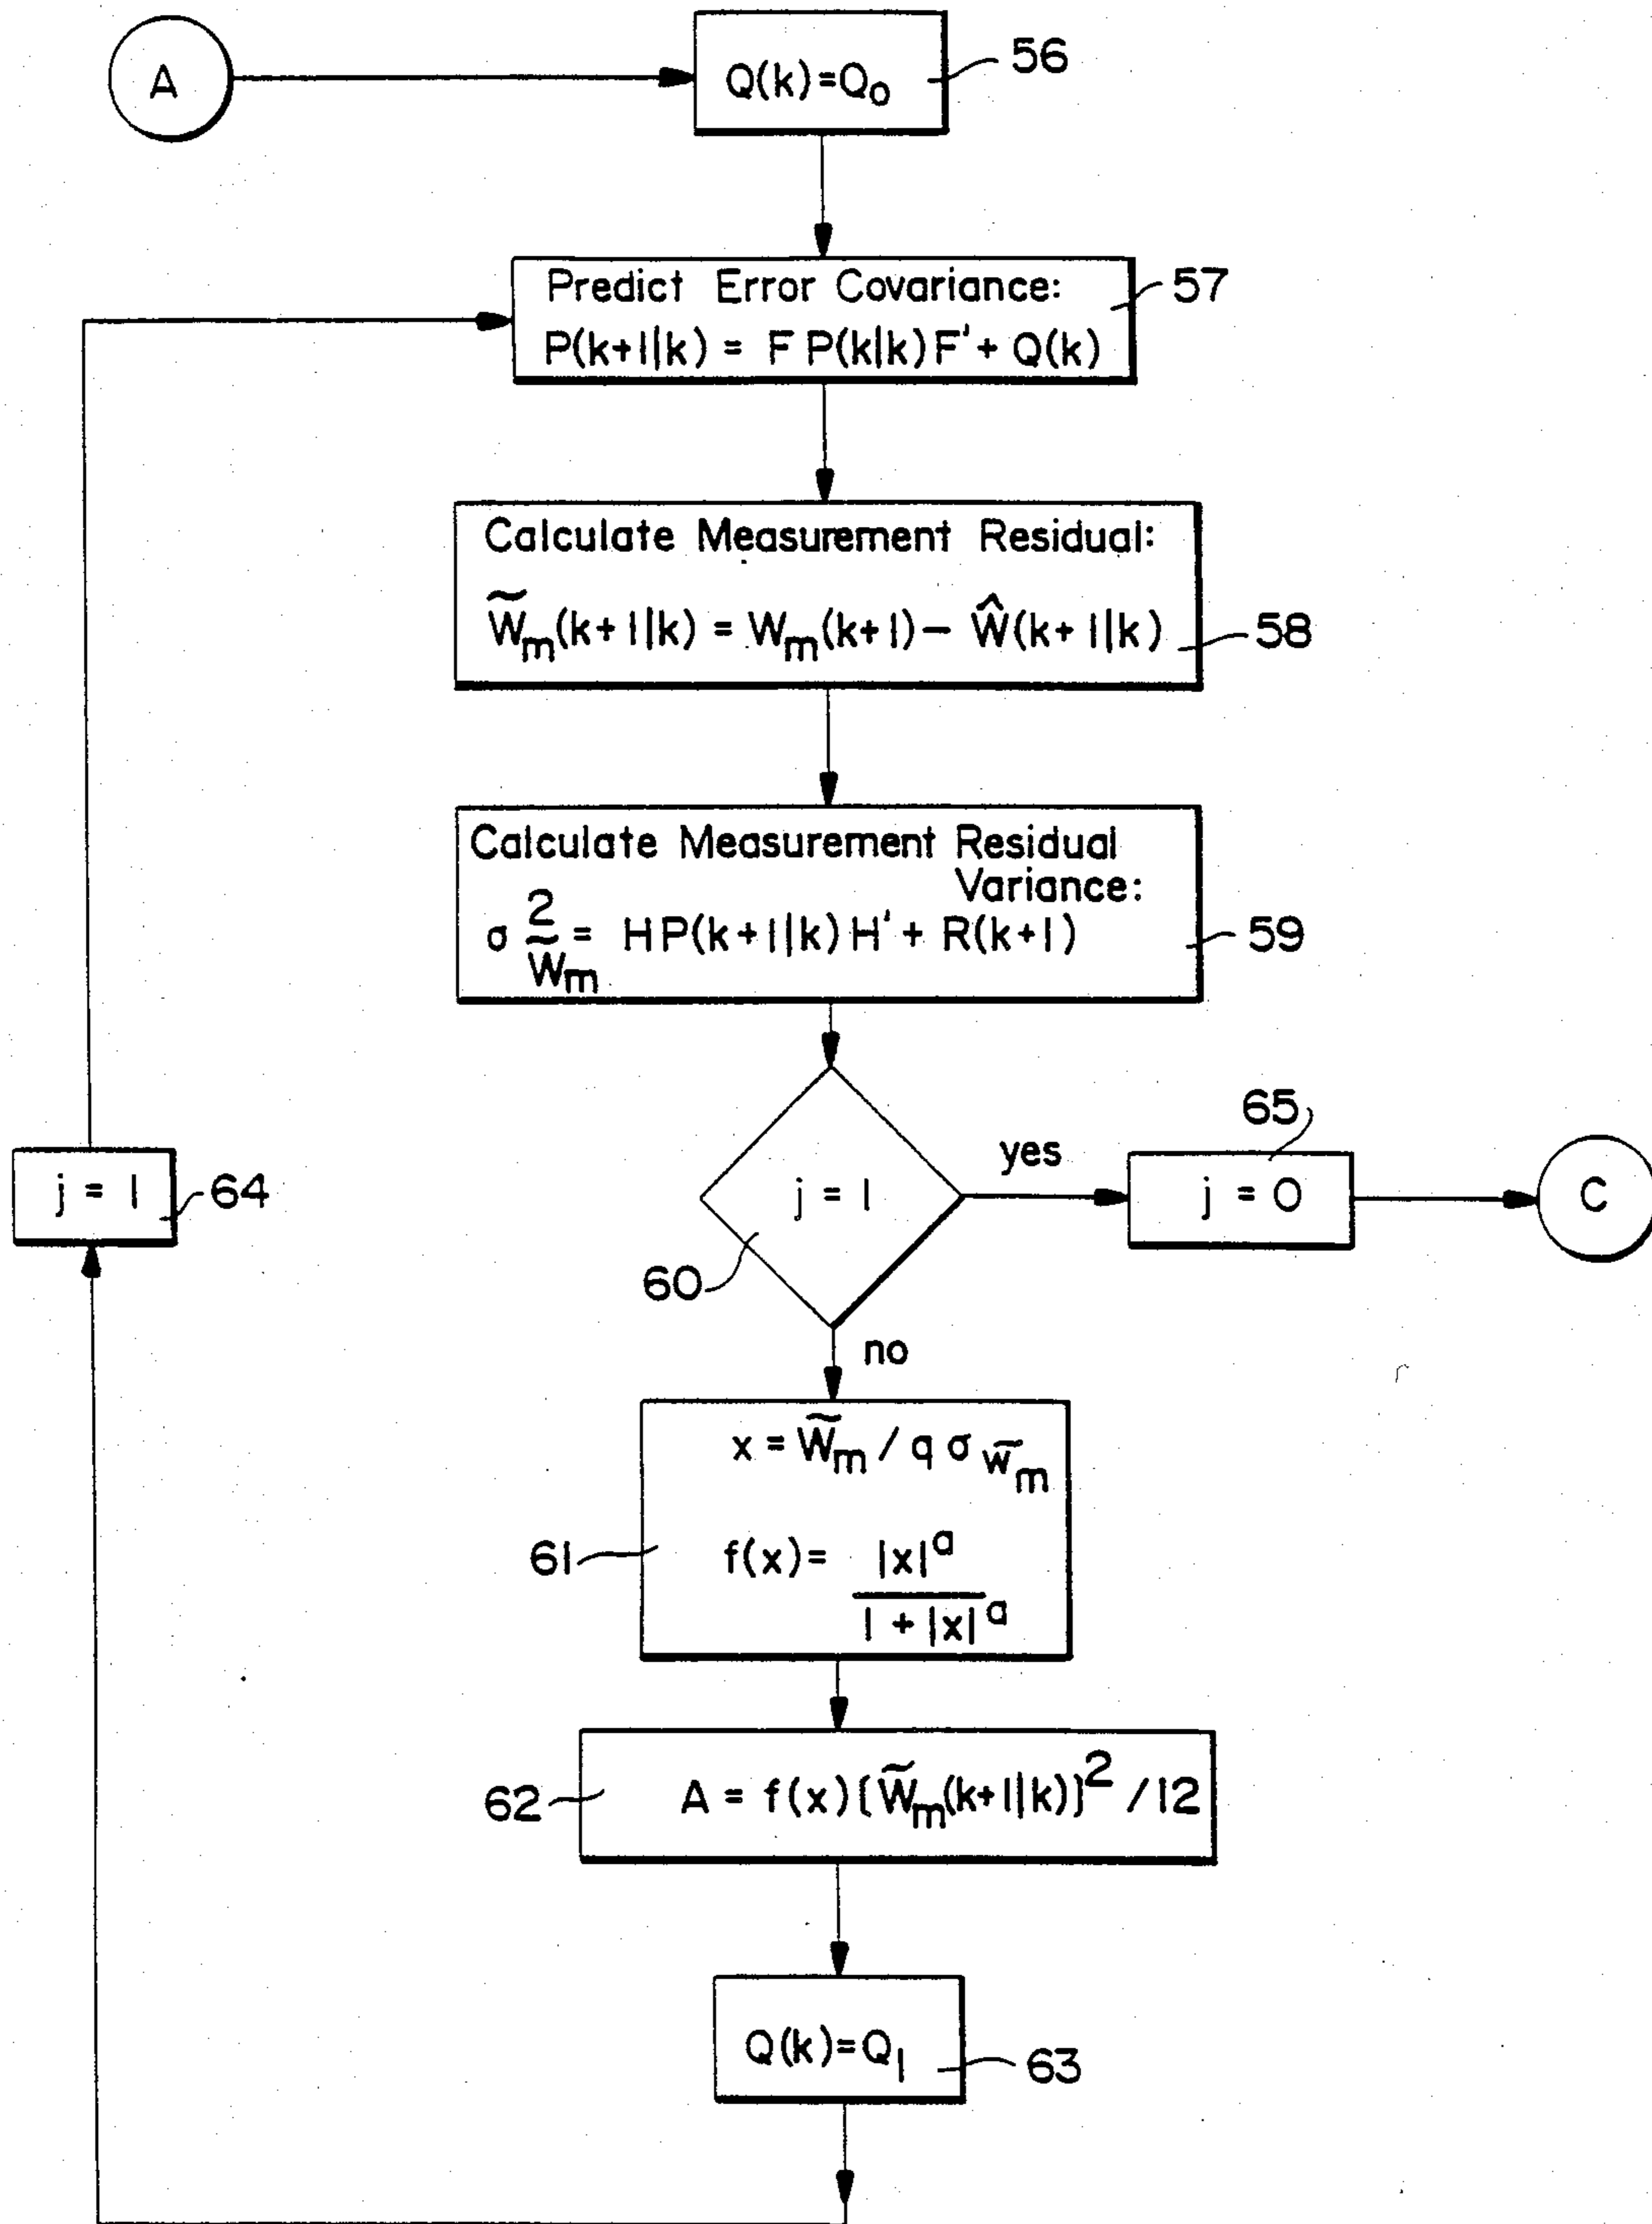 A
Q(k)=Q₀
56
Predict Error Covariance:
P(k+1|k) = F P(k|k) F' + Q(k)
57
Calculate Measurement Residual:
W̃ₘ(k+1|k) = Wₘ(k+1) − Ŵ(k+1|k)
58
Calculate Measurement Residual
Variance:
σ²_W̃ₘ = H P(k+1|k) H' + R(k+1)
59
j = 1
60
yes
65
j = 0
C
j = 1
64
no
x = W̃ₘ / q σ_w̃ₘ
f(x) = |x|ᵃ
1 + |x|ᵃ
61
A = f(x) [W̃ₘ(k+1|k)]² / 12
62
Q(k)=Q₁
63